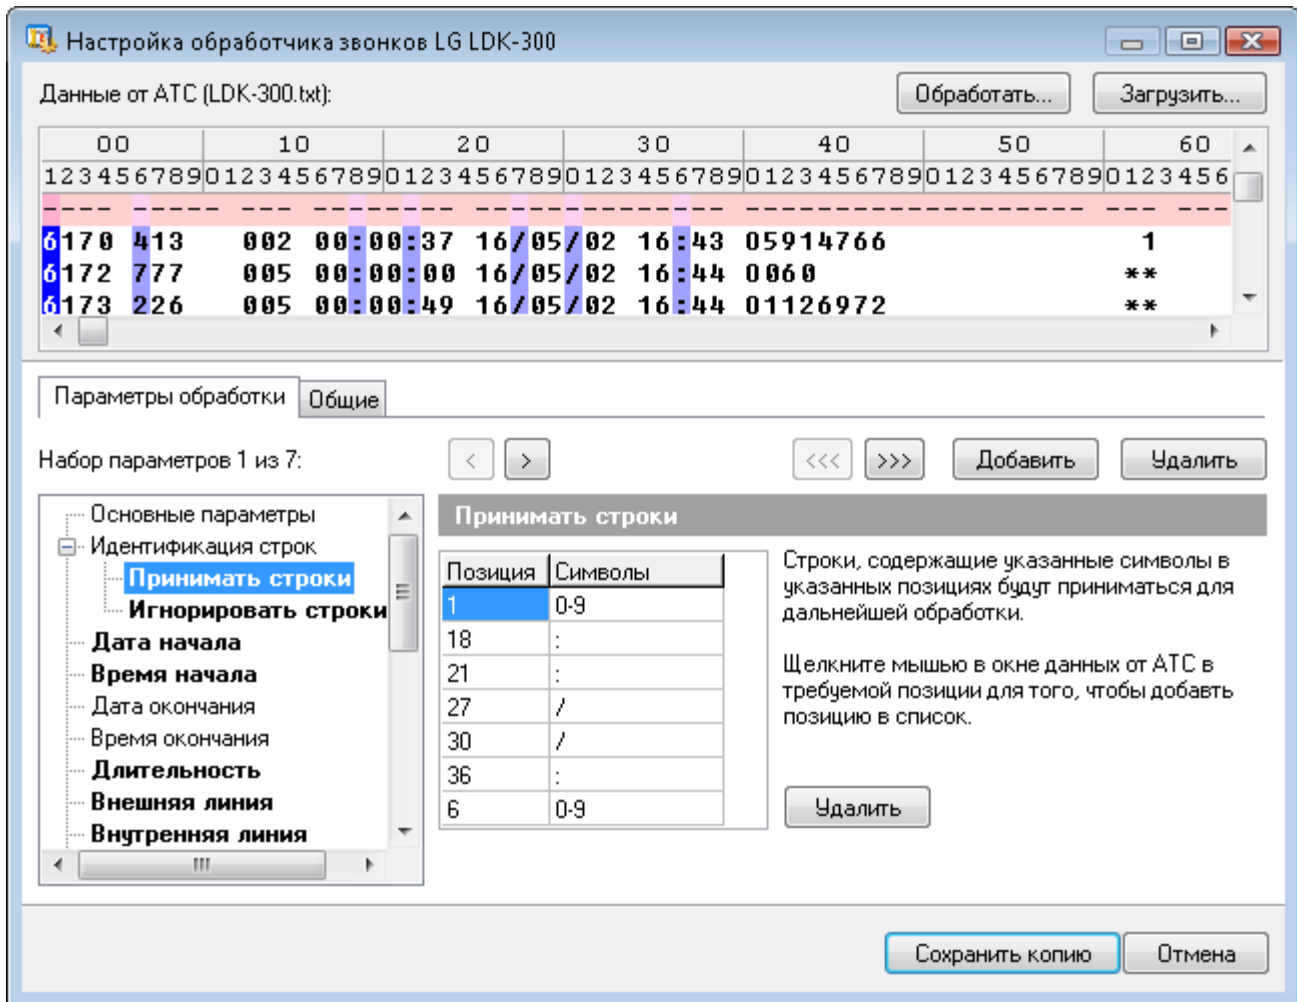 Настройка обработчика звонков LG LDK-300
Данные от АТС (LDK-300.txt):
Обработать...
Загрузить...
00 10 20 30 40 50 60
123456789012345678901234567890123456789012345678901234567890123456
---- ----- --- -------- -------- ----- ------------------ --- ---
6170 413 002 00:00:37 16/05/02 16:43 05914766 1
6172 777 005 00:00:00 16/05/02 16:44 0060 **
6173 226 005 00:00:49 16/05/02 16:44 01126972 **
Параметры обработки
Общие
Набор параметров 1 из 7:
< >
<<< >>>
Добавить
Удалить
Основные параметры
Идентификация строк
Принимать строки
Игнорировать строки
Дата начала
Время начала
Дата окончания
Время окончания
Длительность
Внешняя линия
Внутренняя линия
Принимать строки
Позиция Символы
1 0-9
18 :
21 :
27 /
30 /
36 :
6 0-9
Строки, содержащие указанные символы в
указанных позициях будут приниматься для
дальнейшей обработки.
Щелкните мышью в окне данных от АТС в
требуемой позиции для того, чтобы добавть
позицию в список.
Удалить
Сохранить копию
Отмена